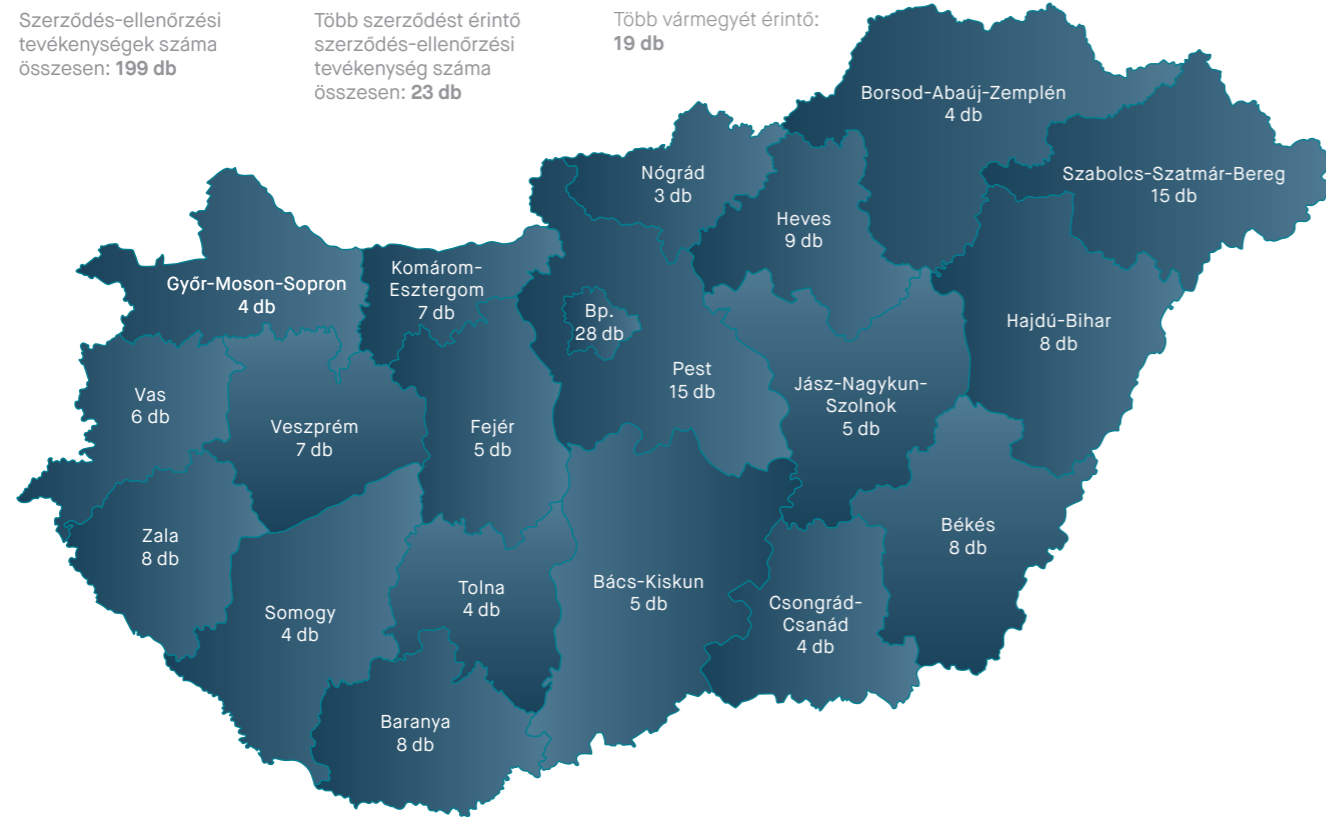 Szerződés-ellenőrzési
tevékenységek száma
összesen: 199 db
Több szerződést érintő
szerződés-ellenőrzési
tevékenység száma
összesen: 23 db
Több vármegyét érintő:
19 db
Borsod-Abaúj-Zemplén
4 db
Szabolcs-Szatmár-Bereg
15 db
Nógrád
3 db
Heves
9 db
Győr-Moson-Sopron
4 db
Komárom-
Esztergom
7 db
Bp.
28 db
Hajdú-Bihar
8 db
Pest
15 db
Jász-Nagykun-
Szolnok
5 db
Vas
6 db
Veszprém
7 db
Fejér
5 db
Zala
8 db
Békés
8 db
Somogy
4 db
Tolna
4 db
Bács-Kiskun
5 db
Csongrád-
Csanád
4 db
Baranya
8 db